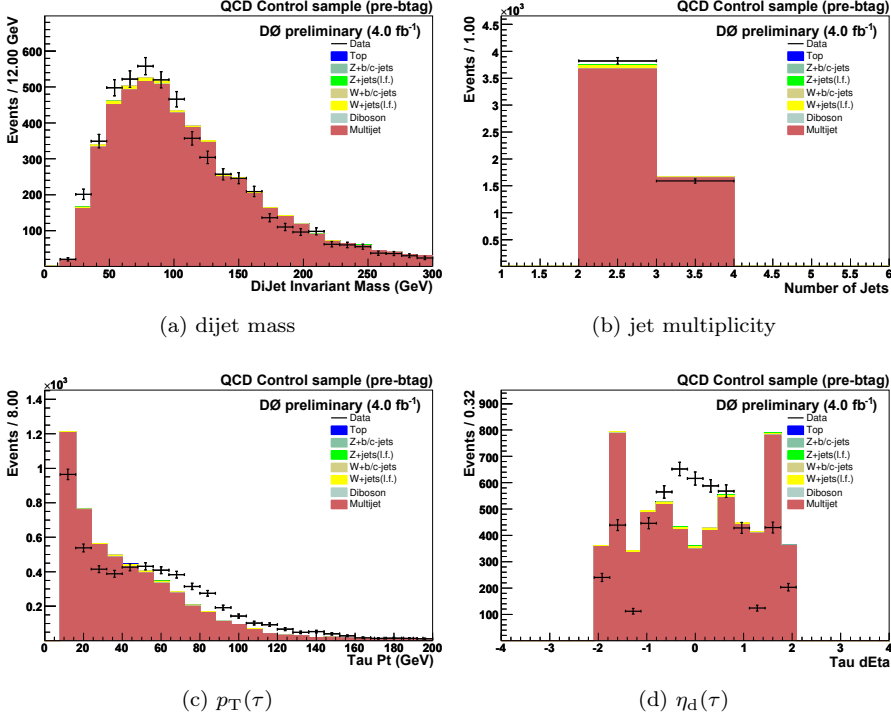 QCD Control sample (pre-btag)
DØ preliminary (4.0 fb-1)
Data
Top
Z+b/c-jets
Z+jets(l.f.)
W+b/c-jets
W+jets(l.f.)
Diboson
Multijet
Events / 12.00 GeV
600
500
400
300
200
100
0 50 100 150 200 250 300
DiJet Invariant Mass (GeV)
(a) dijet mass
QCD Control sample (pre-btag)
×10³
DØ preliminary (4.0 fb-1)
Data
Top
Z+b/c-jets
Z+jets(l.f.)
W+b/c-jets
W+jets(l.f.)
Diboson
Multijet
Events / 1.00
4.5
4
3.5
3
2.5
2
1.5
1
0.5
1 1.5 2 2.5 3 3.5 4 4.5 5 5.5 6
Number of Jets
(b) jet multiplicity
QCD Control sample (pre-btag)
×10³
DØ preliminary (4.0 fb-1)
Data
Top
Z+b/c-jets
Z+jets(l.f.)
W+b/c-jets
W+jets(l.f.)
Diboson
Multijet
Events / 8.00
1.4
1.2
1.0
0.8
0.6
0.4
0.2
0 20 40 60 80 100 120 140 160 180 200
Tau Pt (GeV)
(c) pT(τ)
QCD Control sample (pre-btag)
DØ preliminary (4.0 fb-1)
Data
Top
Z+b/c-jets
Z+jets(l.f.)
W+b/c-jets
W+jets(l.f.)
Diboson
Multijet
Events / 0.32
900
800
700
600
500
400
300
200
100
-4 -3 -2 -1 0 1 2 3 4
Tau dEta
(d) ηd(τ)